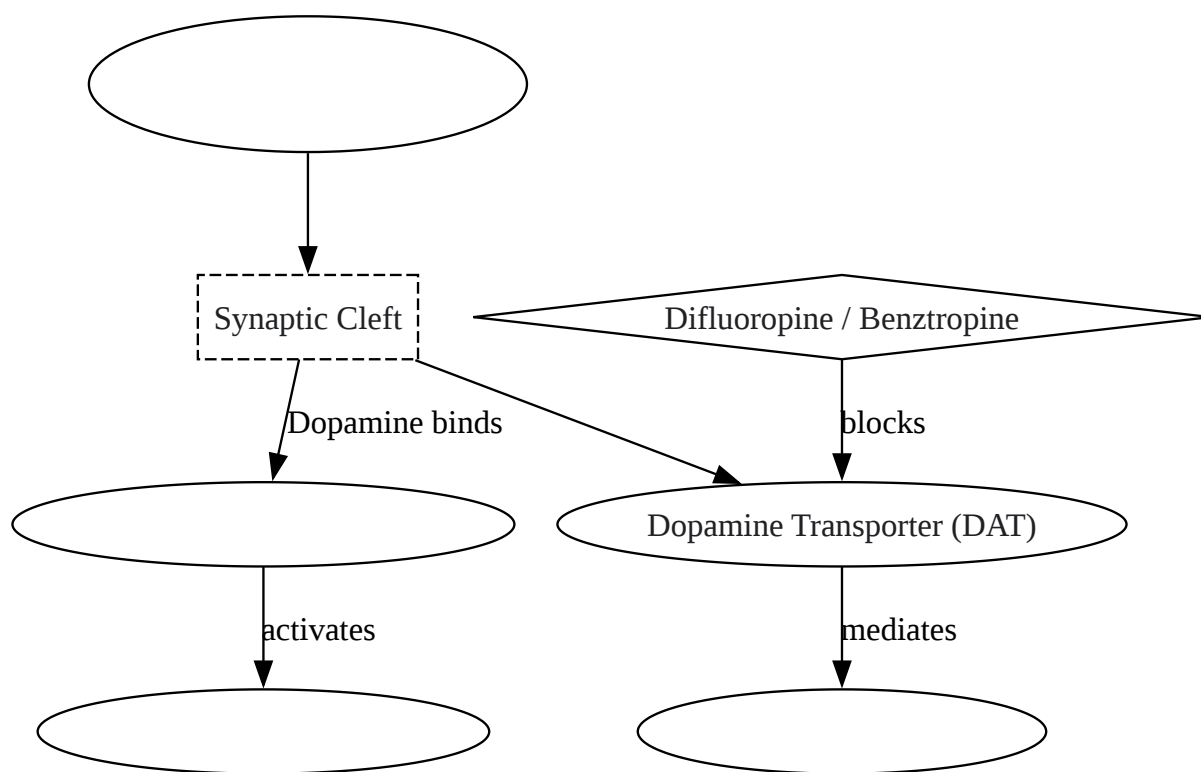 Synaptic Cleft
Difluoropine / Benztropine
Dopamine binds
blocks
Dopamine Transporter (DAT)
activates
mediates